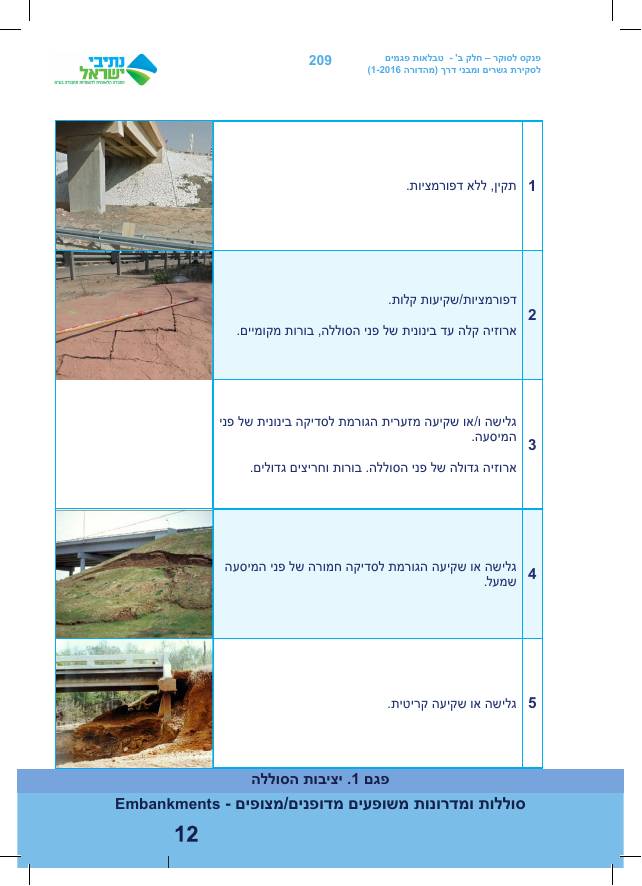 פנקס לסוקר – חלק ב' - טבלאות פגמים
לסקירת גשרים ומבני דרך (מהדורה 1-2016)
209
נתיבי
ישראל
1
תקין, ללא דפורמציות.
2
דפורמציות/שקיעות קלות.
ארוזיה קלה עד בינונית של פני הסוללה, בורות מקומיים.
3
גלישה ו/או שקיעה מזערית הגורמת לסדיקה בינונית של פני
המיסעה.
ארוזיה גדולה של פני הסוללה. בורות וחריצים גדולים.
4
גלישה או שקיעה הגורמת לסדיקה חמורה של פני המיסעה
שמעל.
5
גלישה או שקיעה קריטית.
פגם 1. יציבות הסוללה
סוללות ומדרונות משופעים מדופנים/מצופים - Embankments
12